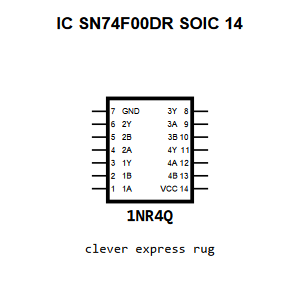 IC SN74F00DR SOIC 14
7 GND 3Y 8
6 2Y 3A 9
5 2B 3B 10
4 2A 4Y 11
3 1Y 4A 12
2 1B 4B 13
1 1A VCC 14
1NR4Q
clever express rug